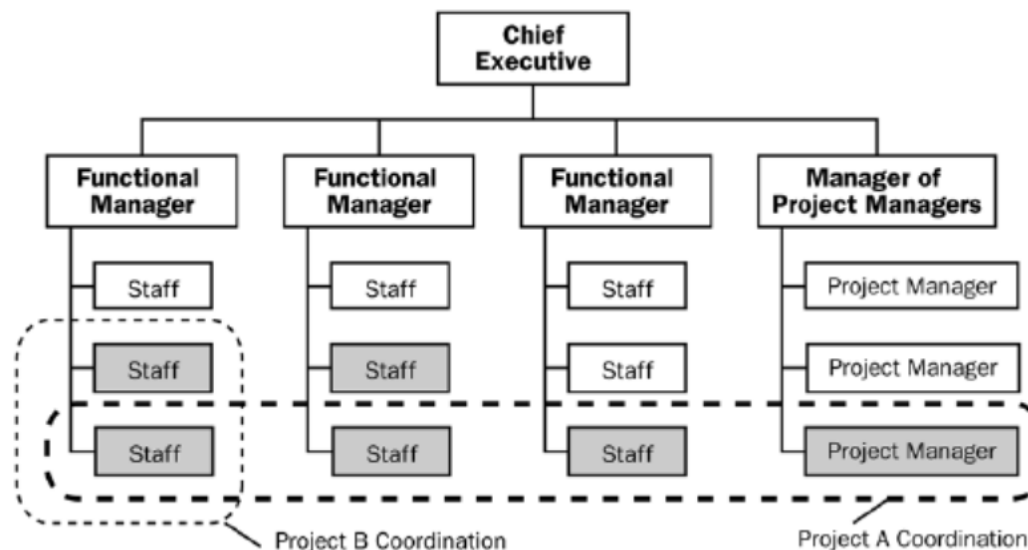 Chief
Executive
Functional
Manager
Functional
Manager
Functional
Manager
Manager of
Project Managers
Staff
Staff
Staff
Project Manager
Staff
Staff
Staff
Project Manager
Staff
Staff
Staff
Project Manager
Project B Coordination
Project A Coordination